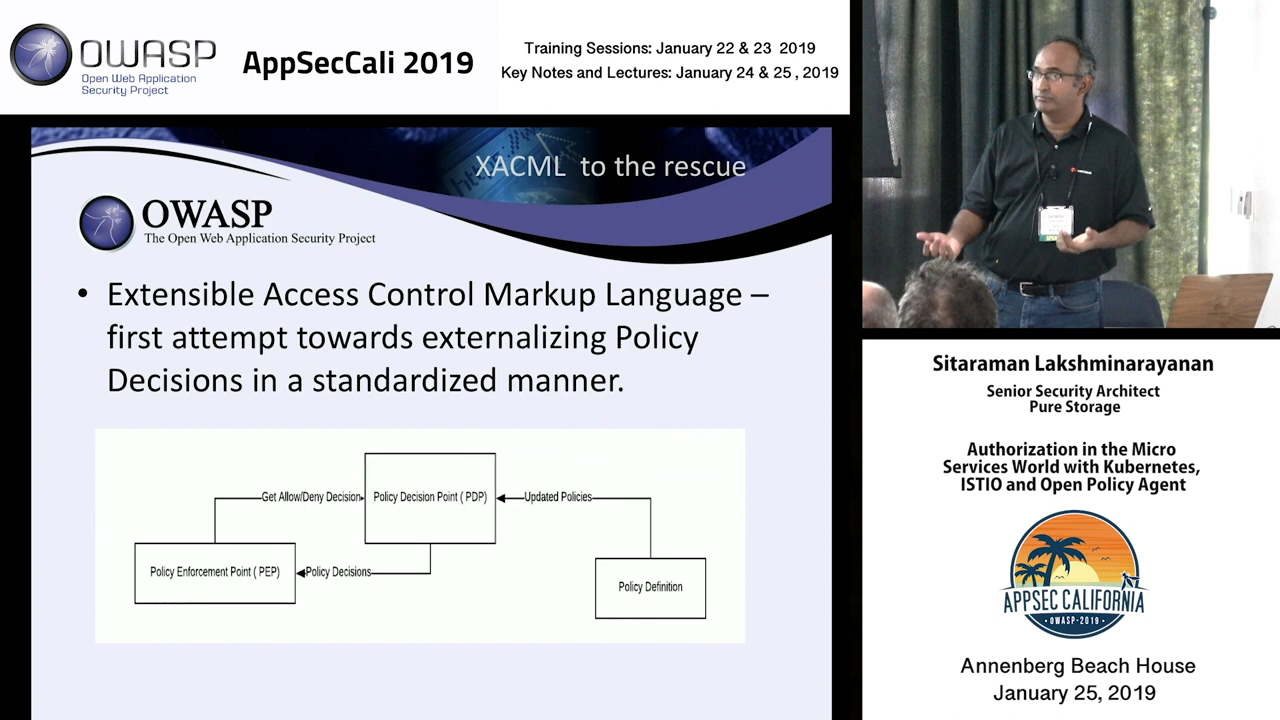 OWASP
Open Web Application
Security Project
AppSecCali 2019
Training Sessions: January 22 & 23 2019
Key Notes and Lectures: January 24 & 25 , 2019
XACML to the rescue
OWASP
The Open Web Application Security Project
• Extensible Access Control Markup Language –
first attempt towards externalizing Policy
Decisions in a standardized manner.
Get Allow/Deny Decision
Policy Decision Point ( PDP)
Updated Policies
Policy Enforcement Point ( PEP)
Policy Decisions
Policy Definition
Sitaraman Lakshminarayanan
Senior Security Architect
Pure Storage
Authorization in the Micro
Services World with Kubernetes,
ISTIO and Open Policy Agent
APPSEC CALIFORNIA
• OWASP-2019 •
Annenberg Beach House
January 25, 2019